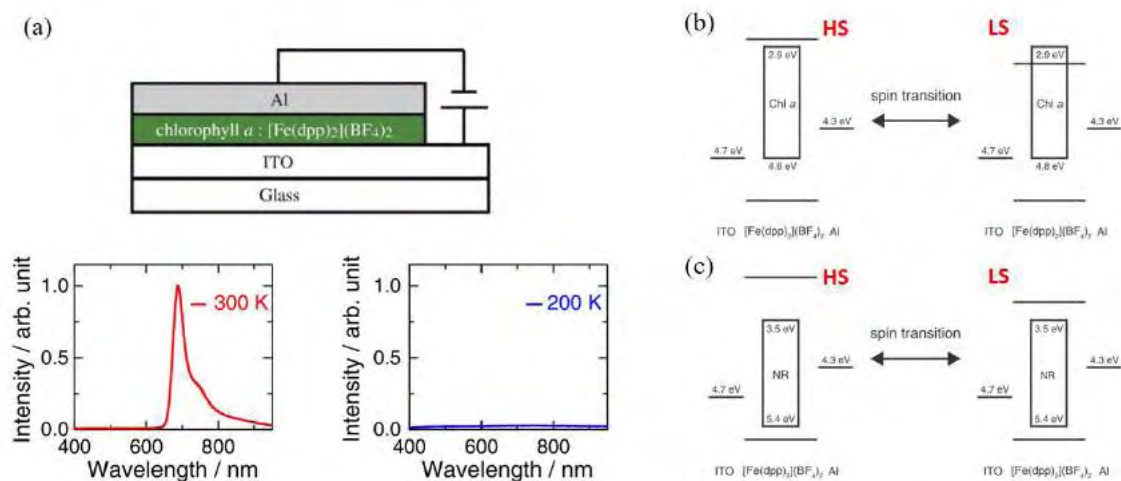 (a)
Al
chlorophyll a : [Fe(dpp)2](BF4)2
ITO
Glass
Intensity / arb. unit
1.0
0.5
0.0
400 600 800
Wavelength / nm
300 K
Intensity / arb. unit
1.0
0.5
0.0
400 600 800
Wavelength / nm
200 K
(b)
HS
2.9 eV
Chl a
4.3 eV
4.7 eV
4.8 eV
ITO [Fe(dpp)2](BF4)2 Al
spin transition
LS
2.9 eV
Chl a
4.3 eV
4.7 eV
4.8 eV
ITO [Fe(dpp)2](BF4)2 Al
(c)
HS
3.5 eV
4.3 eV
NR
4.7 eV
5.4 eV
ITO [Fe(dpp)2](BF4)2 Al
spin transition
LS
3.5 eV
4.3 eV
NR
4.7 eV
5.4 eV
ITO [Fe(dpp)2](BF4)2 Al